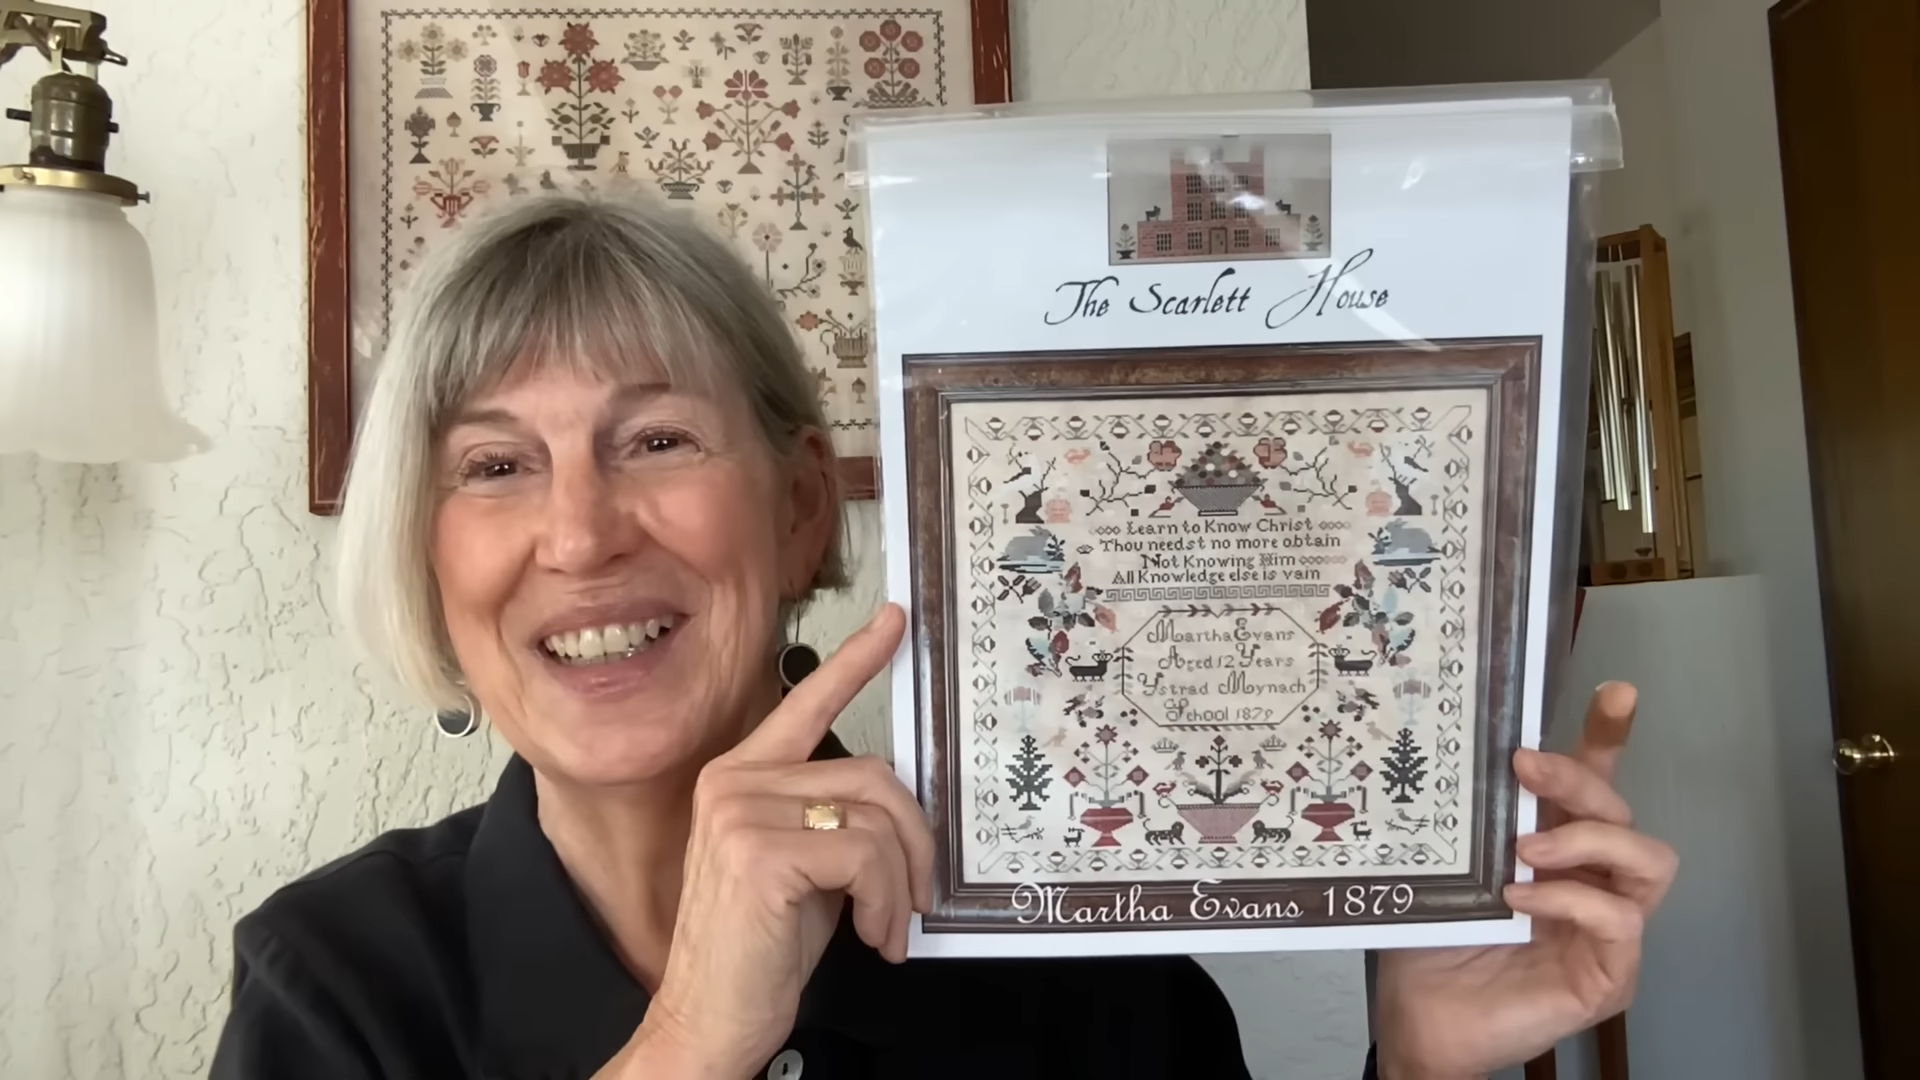 The Scarlett House
Learn to Know Christ
Thou needst no more obtain
Not Knowing Him
All Knowledge else is vain
Martha Evans
Aged 12 Years
Ystrad Mynach
School 1879
Martha Evans 1879